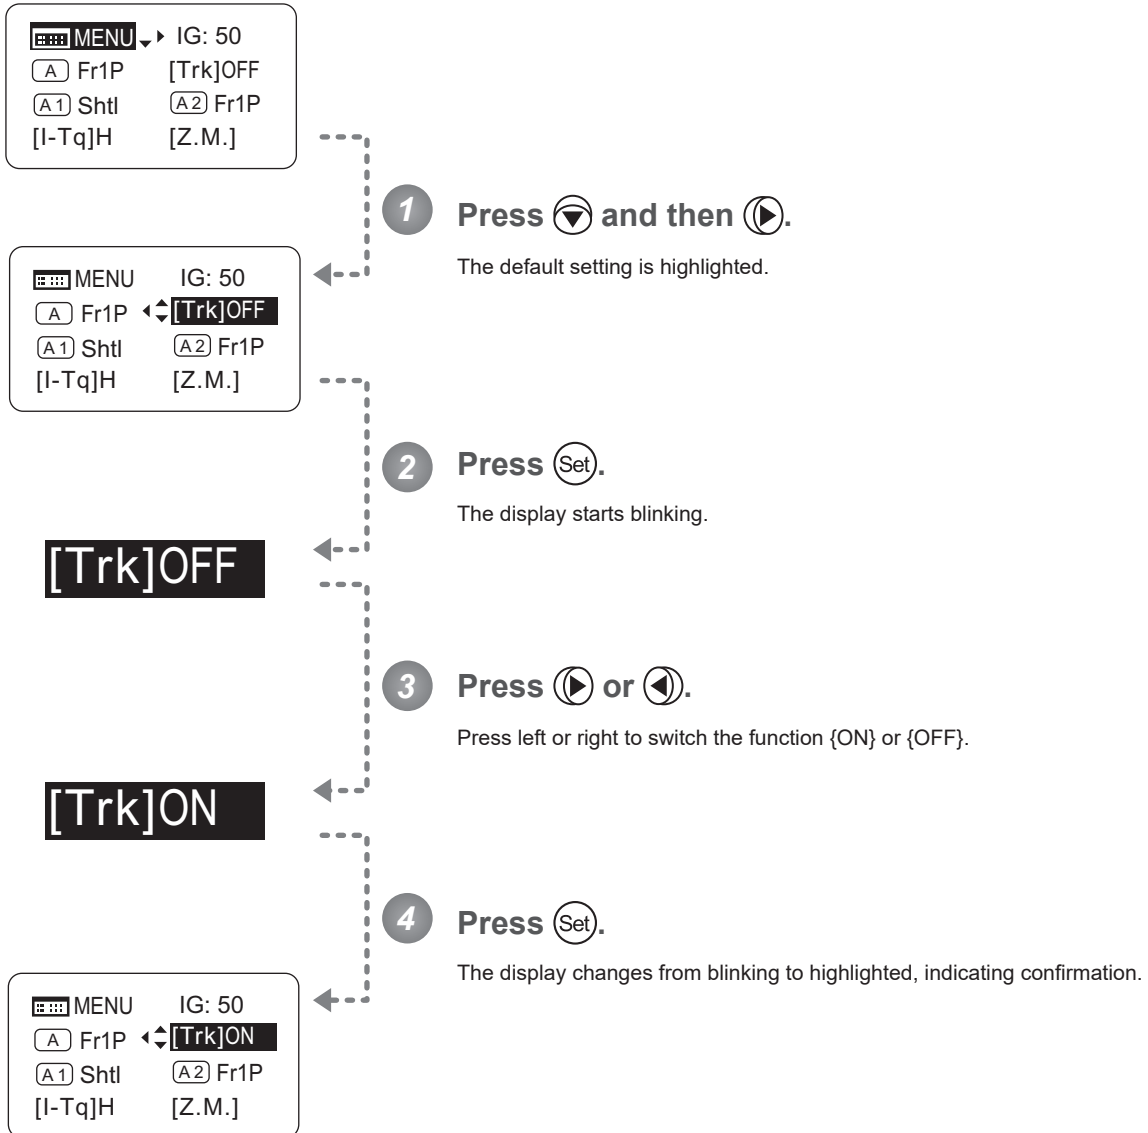 MENU IG: 50
A Fr1P [Trk]OFF
A1 Shtl A2 Fr1P
[I-Tq]H [Z.M.]
1 Press and then .
The default setting is highlighted.
MENU IG: 50
A Fr1P [Trk]OFF
A1 Shtl A2 Fr1P
[I-Tq]H [Z.M.]
2 Press Set.
The display starts blinking.
[Trk]OFF
3 Press or .
Press left or right to switch the function {ON} or {OFF}.
[Trk]ON
4 Press Set.
The display changes from blinking to highlighted, indicating confirmation.
MENU IG: 50
A Fr1P [Trk]ON
A1 Shtl A2 Fr1P
[I-Tq]H [Z.M.]